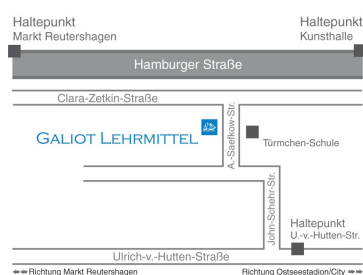 Haltepunkt
Markt Reutershagen
Haltepunkt
Kunsthalle
Hamburger Straße
Clara-Zetkin-Straße
GALIOT LEHRMITTEL
A.-Saefkow-Str.
Türmchen-Schule
John-Schehr-Str.
Haltepunkt
U.-v.-Hutten-Str.
Ulrich-v.-Hutten-Straße
Richtung Markt Reutershagen
Richtung Ostseestadion/City